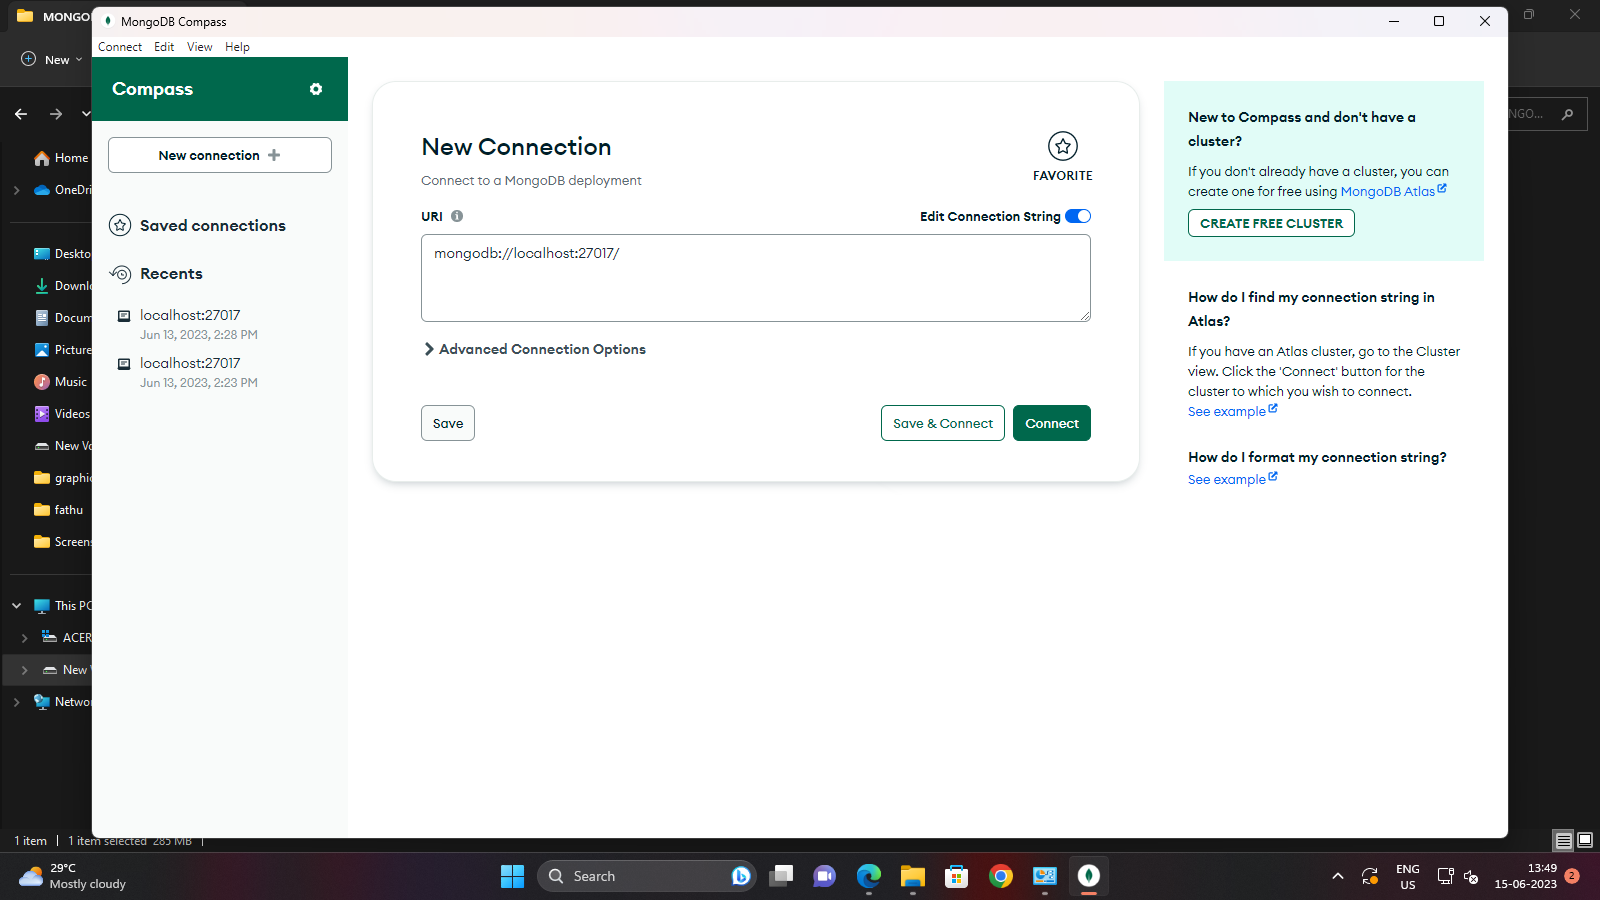 MONGO
MongoDB Compass
Connect Edit View Help
New
Compass
New connection
Saved connections
Recents
localhost:27017
Jun 13, 2023, 2:28 PM
localhost:27017
Jun 13, 2023, 2:23 PM
New Connection
Connect to a MongoDB deployment
FAVORITE
URI
Edit Connection String
mongodb://localhost:27017/
Advanced Connection Options
Save
Save & Connect
Connect
New to Compass and don't have a
cluster?
If you don't already have a cluster, you can
create one for free using MongoDB Atlas
CREATE FREE CLUSTER
How do I find my connection string in
Atlas?
If you have an Atlas cluster, go to the Cluster
view. Click the 'Connect' button for the
cluster to which you wish to connect.
See example
How do I format my connection string?
See example
NGO...
Home
OneDri
Deskto
Downlo
Docum
Picture
Music
Videos
New Vo
graphic
fathu
Screens
This PC
ACER
New
Networ
1 item
1 item selected 285 MB
29°C
Mostly cloudy
Search
ENG
US
13:49
15-06-2023
2